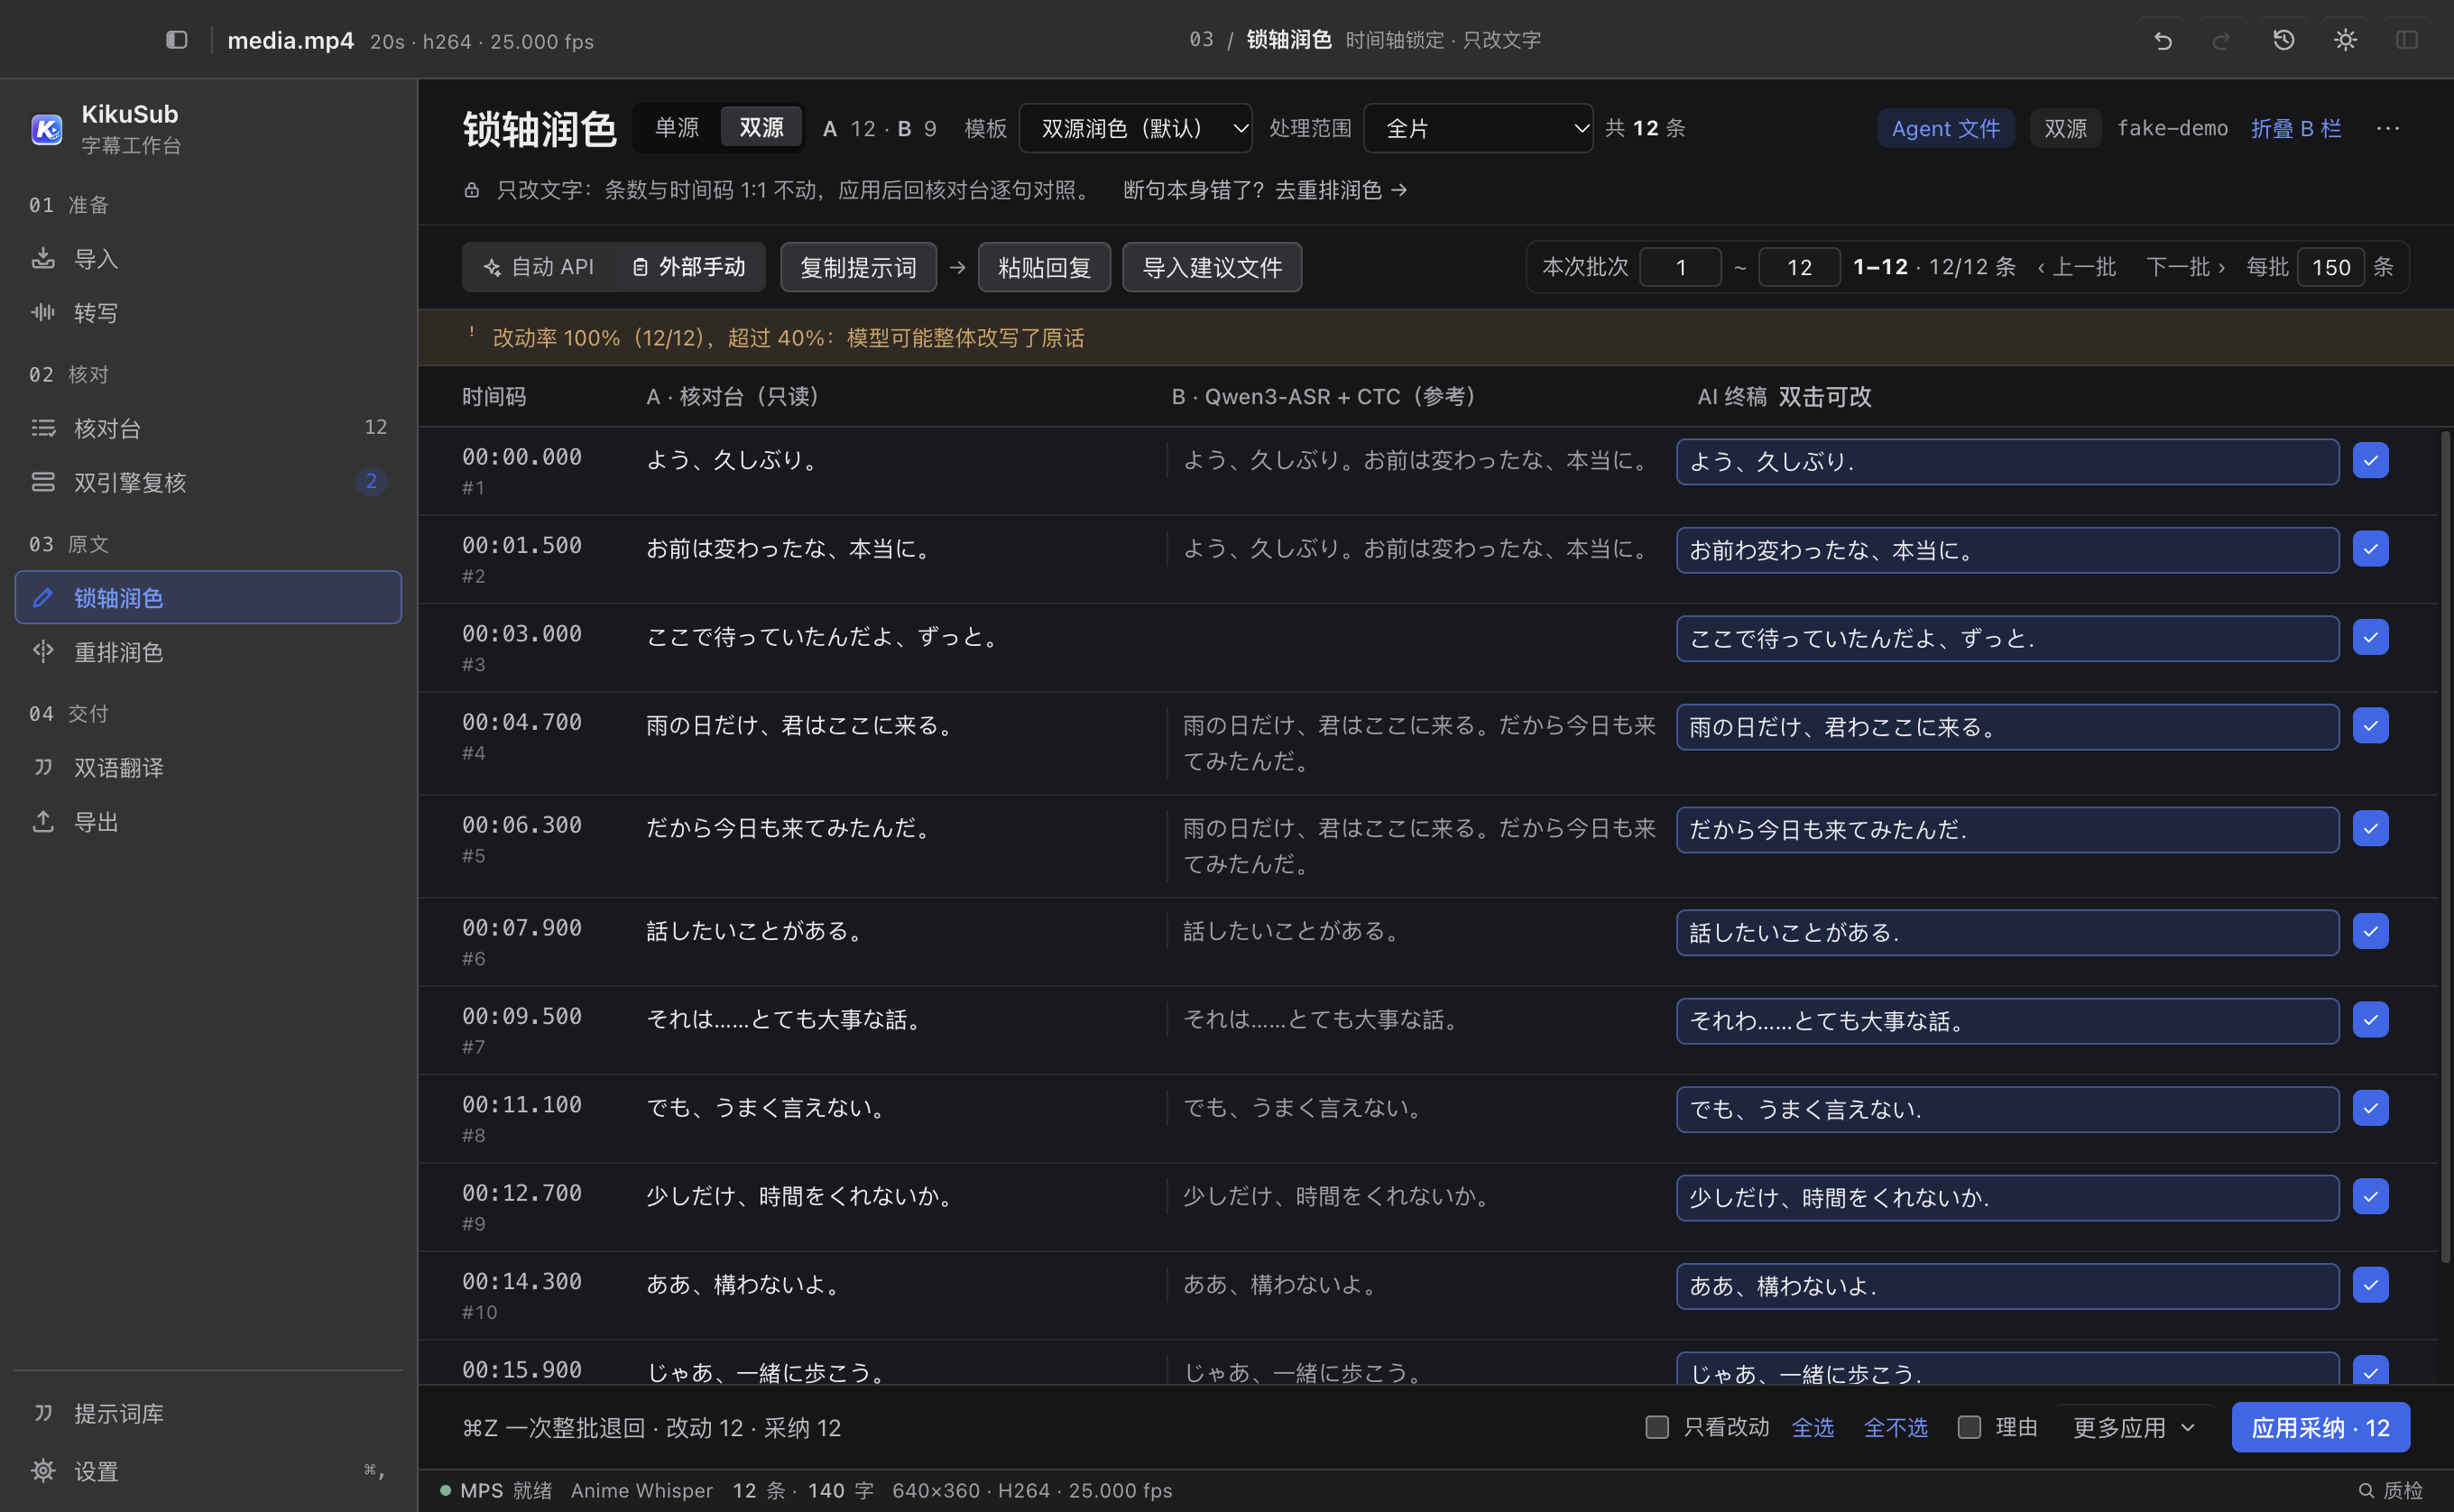 media.mp4 20s · h264 · 25.000 fps
03 / 锁轴润色 时间轴锁定 · 只改文字
KikuSub
字幕工作台
01 准备
导入
转写
02 核对
核对台 12
双引擎复核 2
03 原文
锁轴润色
重排润色
04 交付
双语翻译
导出
提示词库
设置 ⌘,
锁轴润色 单源 双源 A 12 · B 9 模板 双源润色（默认） 处理范围 全片 共 12 条 Agent 文件 双源 fake-demo 折叠 B 栏 ···
只改文字：条数与时间码 1:1 不动，应用后回核对台逐句对照。 断句本身错了？去重排润色 →
自动 API 外部手动 复制提示词 → 粘贴回复 导入建议文件 本次批次 1 ~ 12 1–12 · 12/12 条 ‹ 上一批 下一批 › 每批 150 条
! 改动率 100%（12/12），超过 40%：模型可能整体改写了原话
时间码 A · 核对台（只读） B · Qwen3-ASR + CTC（参考） AI 终稿 双击可改
00:00.000 よう、久しぶり。 よう、久しぶり。お前は変わったな、本当に。 よう、久しぶり.
#1
00:01.500 お前は変わったな、本当に。 よう、久しぶり。お前は変わったな、本当に。 お前わ変わったな、本当に。
#2
00:03.000 ここで待っていたんだよ、ずっと。 ここで待っていたんだよ、ずっと.
#3
00:04.700 雨の日だけ、君はここに来る。 雨の日だけ、君はここに来る。だから今日も来 雨の日だけ、君わここに来る。
#4 てみたんだ。
00:06.300 だから今日も来てみたんだ。 雨の日だけ、君はここに来る。だから今日も来 だから今日も来てみたんだ.
#5 てみたんだ。
00:07.900 話したいことがある。 話したいことがある。 話したいことがある.
#6
00:09.500 それは……とても大事な話。 それは……とても大事な話。 それわ……とても大事な話。
#7
00:11.100 でも、うまく言えない。 でも、うまく言えない。 でも、うまく言えない.
#8
00:12.700 少しだけ、時間をくれないか。 少しだけ、時間をくれないか。 少しだけ、時間をくれないか.
#9
00:14.300 ああ、構わないよ。 ああ、構わないよ。 ああ、構わないよ.
#10
00:15.900 じゃあ、一緒に歩こう。 じゃあ、一緒に歩こう。 じゃあ、一緒に歩こう.
⌘Z 一次整批退回 · 改动 12 · 采纳 12 只看改动 全选 全不选 理由 更多应用 应用采纳 · 12
MPS 就绪 Anime Whisper 12 条 · 140 字 640×360 · H264 · 25.000 fps 质检